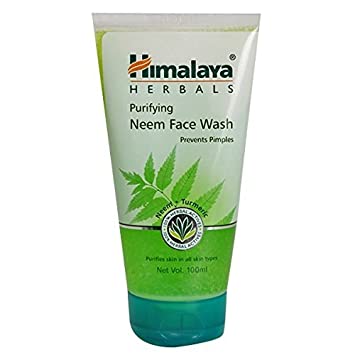 Himalaya®
HERBALS
Purifying
Neem Face Wash
Prevents Pimples
Neem + Turmeric
Purifies skin in all skin types
Net Vol. 100ml